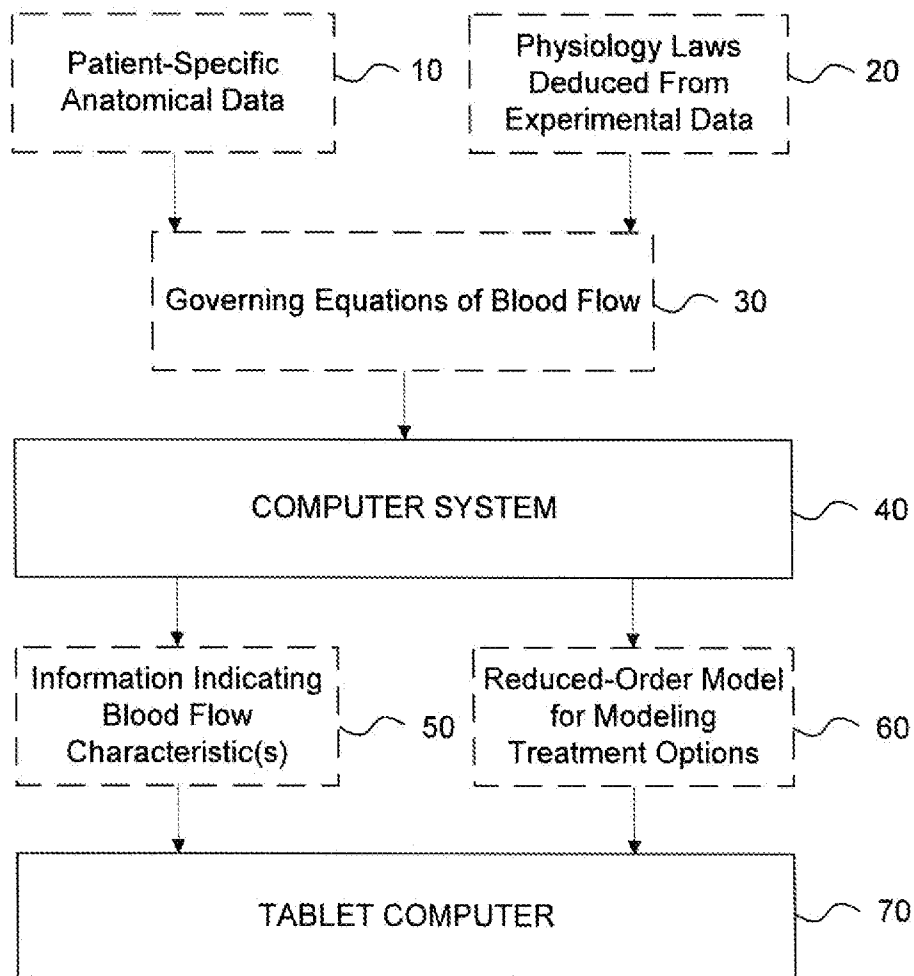 Patient-Specific
Anatomical Data
10
Physiology Laws
Deduced From
Experimental Data
20
Governing Equations of Blood Flow
30
COMPUTER SYSTEM
40
Information Indicating
Blood Flow
Characteristic(s)
50
Reduced-Order Model
for Modeling
Treatment Options
60
TABLET COMPUTER
70